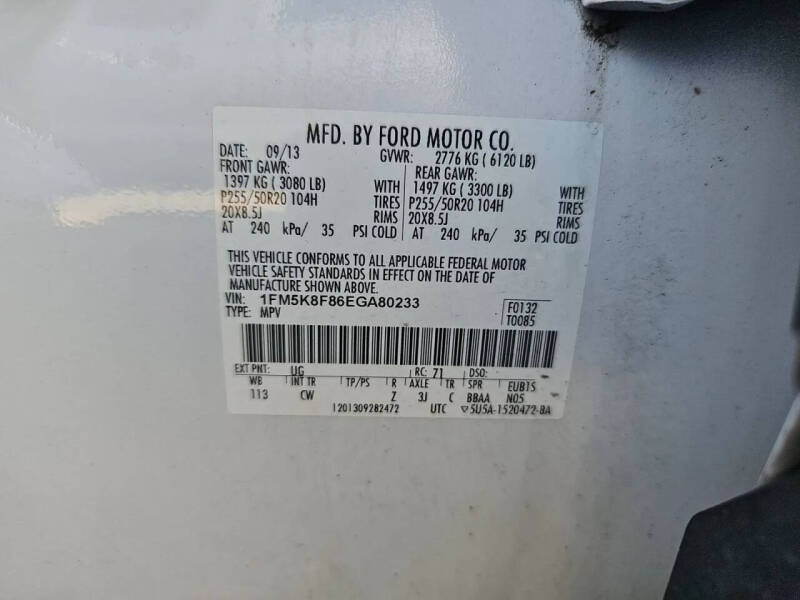 MFD. BY FORD MOTOR CO.
DATE: 09/13 GVWR: 2776 KG ( 6120 LB)
FRONT GAWR: REAR GAWR:
1397 KG ( 3080 LB) WITH 1497 KG ( 3300 LB) WITH
P255/50R20 104H TIRES P255/50R20 104H TIRES
20X8.5J RIMS 20X8.5J RIMS
AT 240 kPa/ 35 PSI COLD AT 240 kPa/ 35 PSI COLD
THIS VEHICLE CONFORMS TO ALL APPLICABLE FEDERAL MOTOR
VEHICLE SAFETY STANDARDS IN EFFECT ON THE DATE OF
MANUFACTURE SHOWN ABOVE.
VIN: 1FM5K8F86EGA80233 F0132
TYPE: MPV T0085
EXT PNT: UG RC: 71 DSO:
WB INT TR TP/PS R AXLE TR SPR EUB15
113 CW Z 3J C BBAA N05
1201309282472 UTC ▽5U5A-1520472-BA